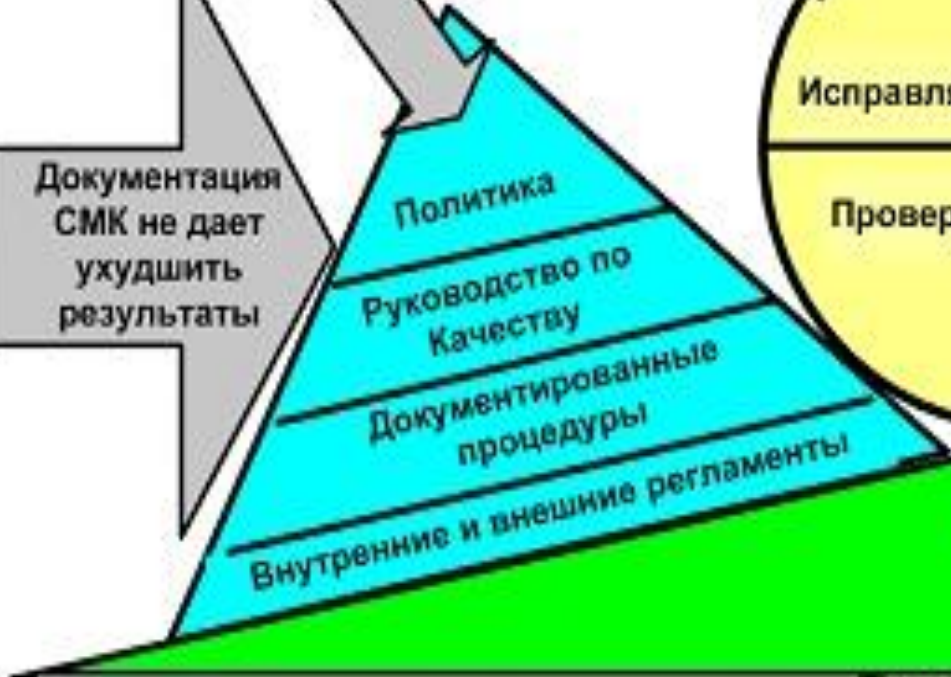 Документация
СМК не дает
ухудшить
результаты
Политика
Руководство по
Качеству
Документированные
процедуры
Внутренние и внешние регламенты